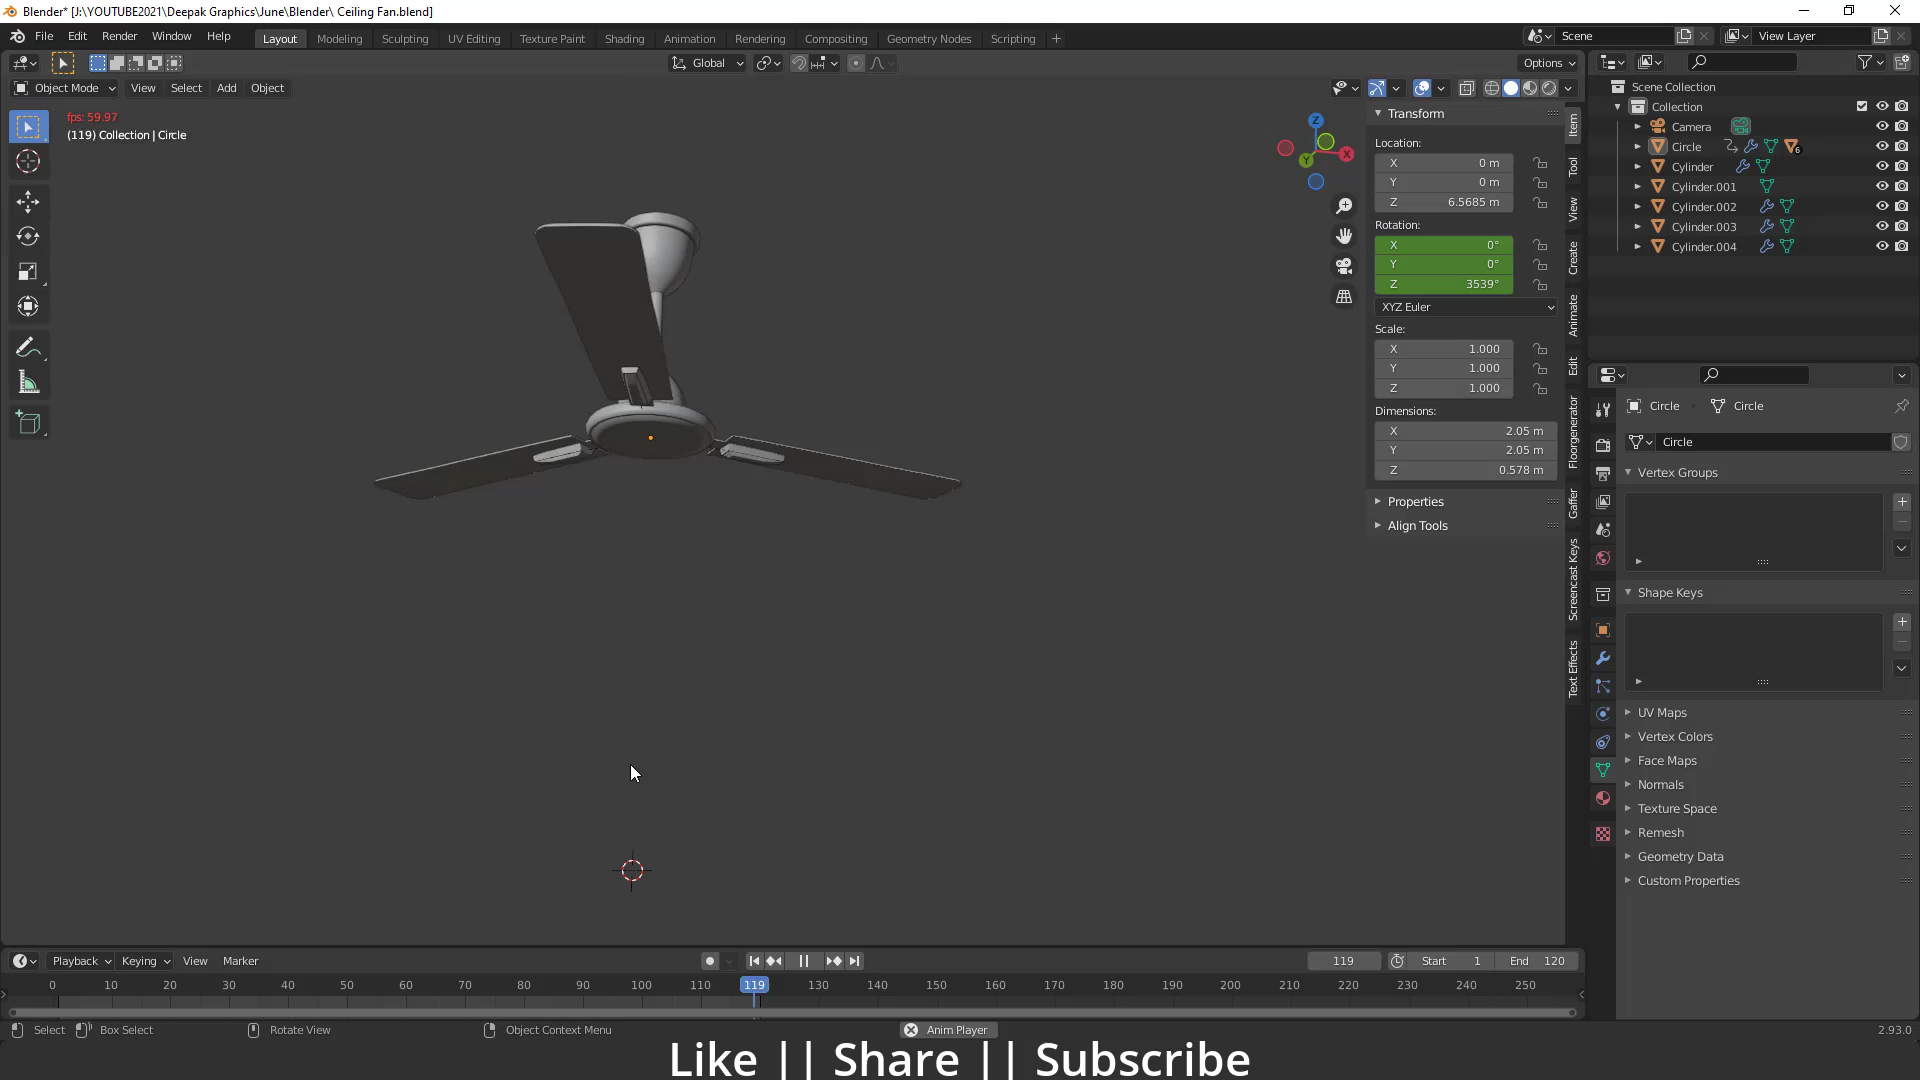 Blender* [J:\YOUTUBE2021\Deepak Graphics\June\Blender\ Ceiling Fan.blend]
File Edit Render Window Help Layout Modeling Sculpting UV Editing Texture Paint Shading Animation Rendering Compositing Geometry Nodes Scripting + Scene View Layer
Global Options
Object Mode View Select Add Object
fps: 59.97
(119) Collection | Circle
Z
X
Y
Transform
Location:
X 0 m
Y 0 m
Z 6.5685 m
Rotation:
X 0°
Y 0°
Z 3539°
XYZ Euler
Scale:
X 1.000
Y 1.000
Z 1.000
Dimensions:
X 2.05 m
Y 2.05 m
Z 0.578 m
Properties
Align Tools
Item
Tool
View
Create
Animate
Edit
Floorgenerator
Gaffer
Screencast Keys
Text Effects
Scene Collection
Collection
Camera
Circle 6
Cylinder
Cylinder.001
Cylinder.002
Cylinder.003
Cylinder.004
Circle Circle
Circle
Vertex Groups
Shape Keys
UV Maps
Vertex Colors
Face Maps
Normals
Texture Space
Remesh
Geometry Data
Custom Properties
Playback Keying View Marker 119 Start 1 End 120
0 10 20 30 40 50 60 70 80 90 100 110 119 130 140 150 160 170 180 190 200 210 220 230 240 250
Select Box Select Rotate View Object Context Menu Anim Player 2.93.0
Like || Share || Subscribe